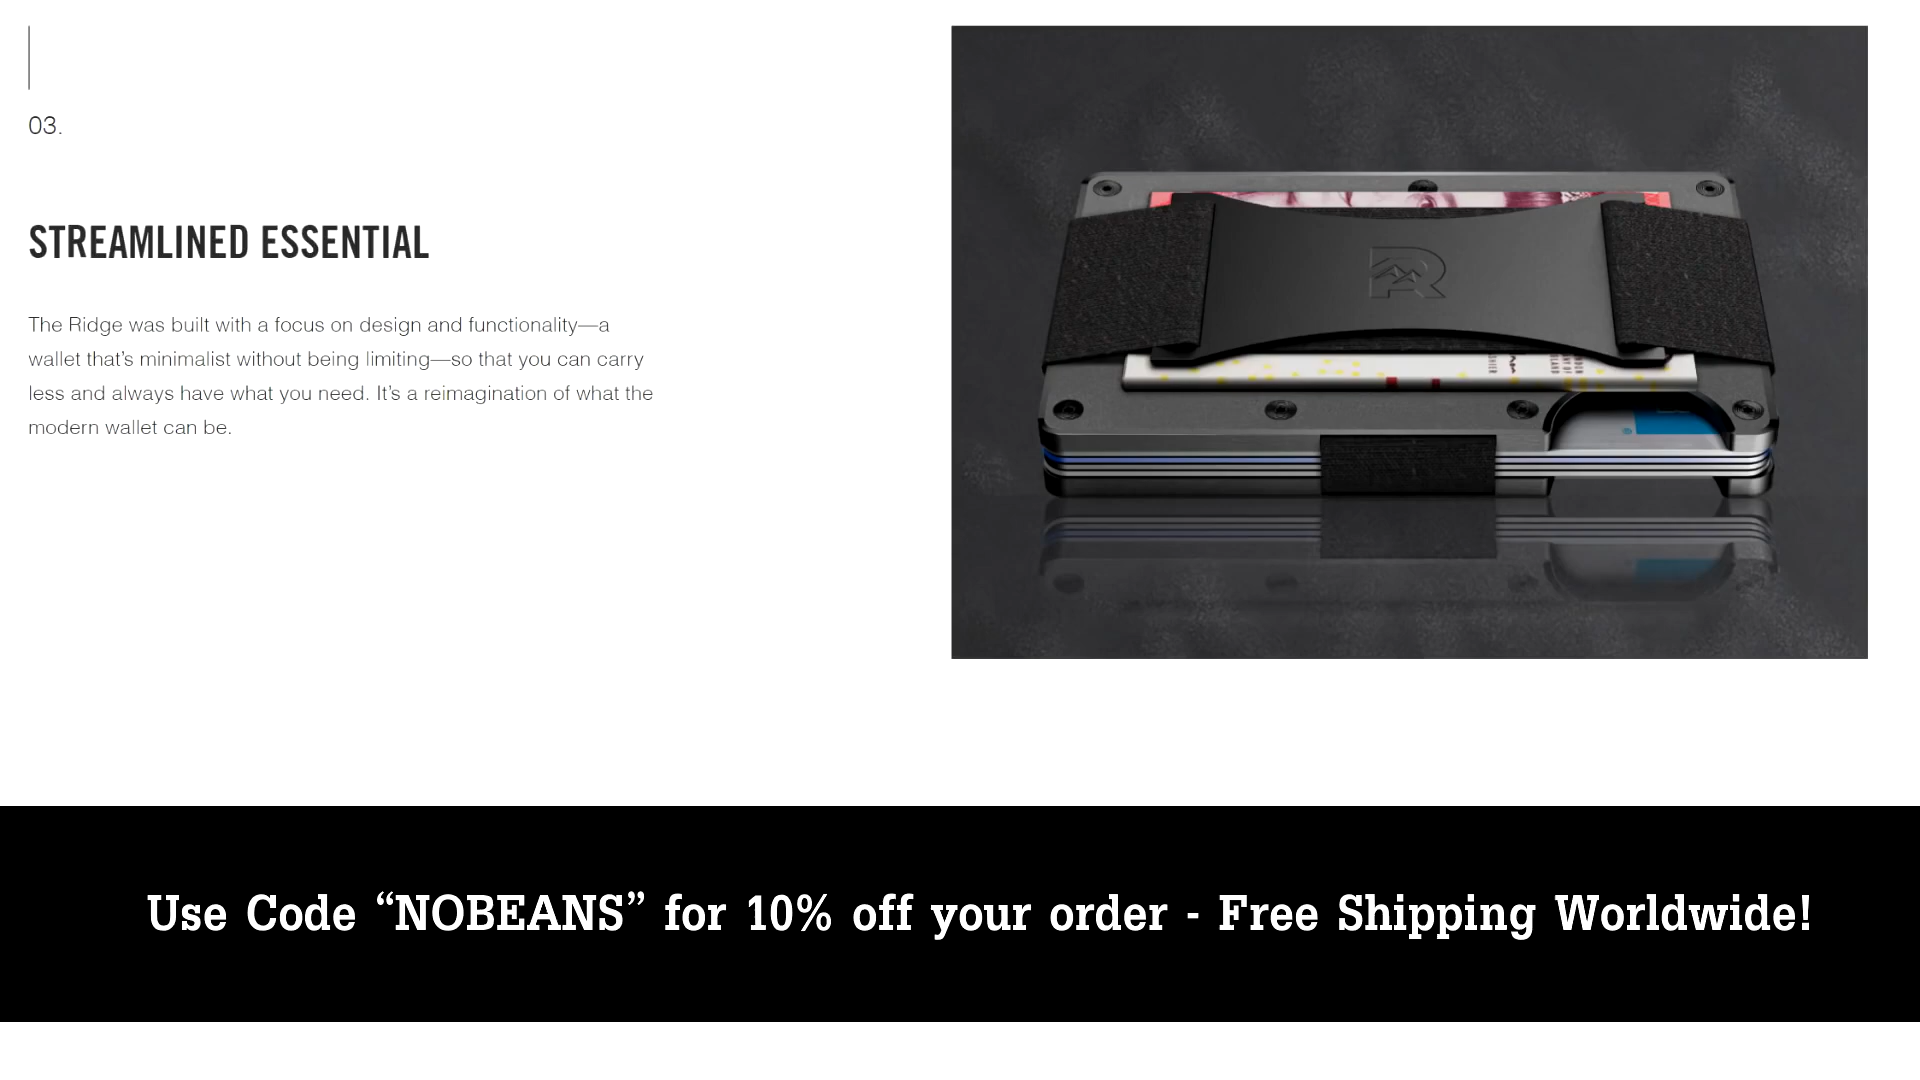 03.
STREAMLINED ESSENTIAL
The Ridge was built with a focus on design and functionality—a
wallet that’s minimalist without being limiting—so that you can carry
less and always have what you need. It’s a reimagination of what the
modern wallet can be.
R
Use Code “NOBEANS” for 10% off your order - Free Shipping Worldwide!